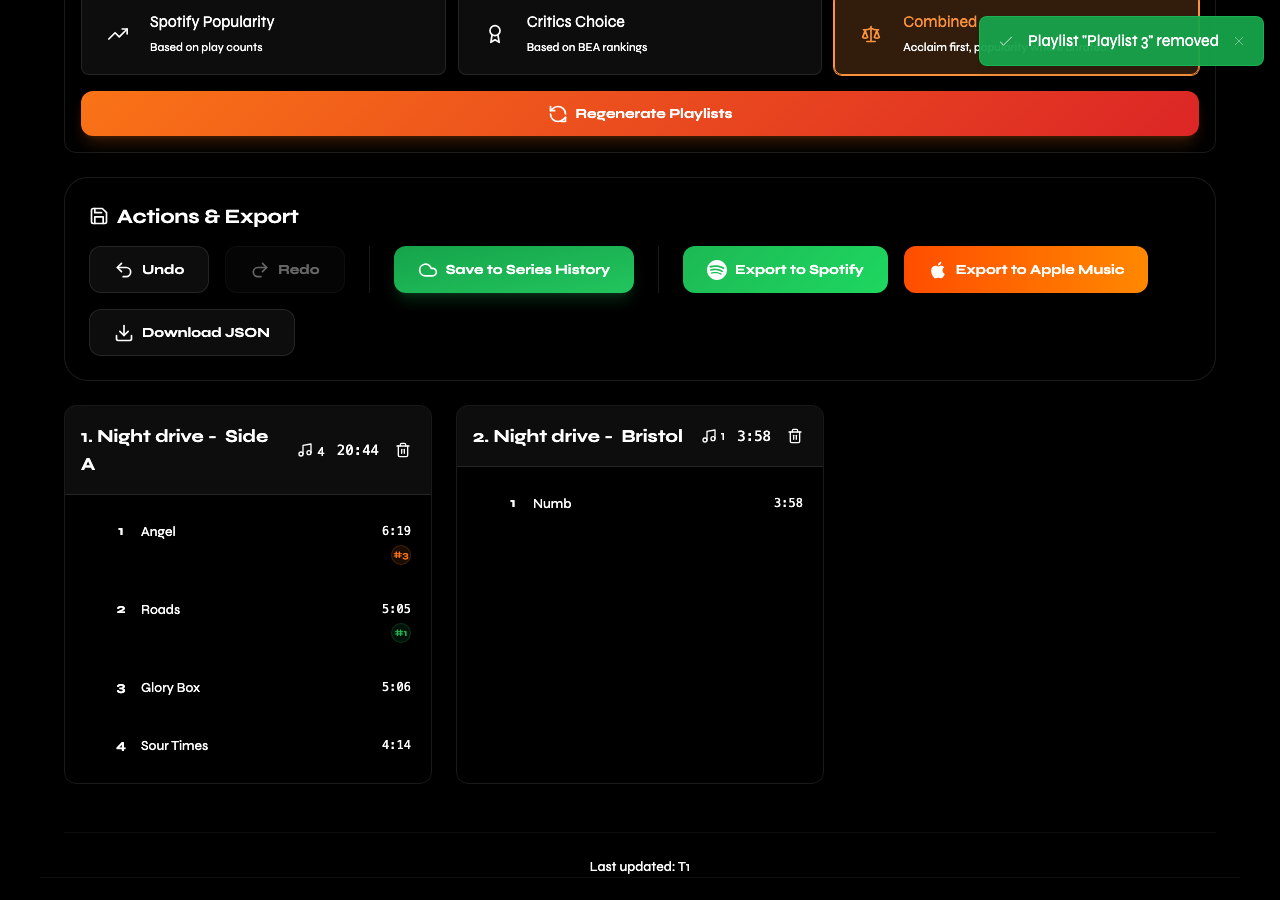 Spotify Popularity
Based on play counts
Critics Choice
Based on BEA rankings
Combined
Acclaim first,
Playlist "Playlist 3" removed
Regenerate Playlists
Actions & Export
Undo
Redo
Save to Series History
Export to Spotify
Export to Apple Music
Download JSON
1. Night drive - Side
A
4
20:44
1 Angel 6:19
#3
2 Roads 5:05
#1
3 Glory Box 5:06
4 Sour Times 4:14
2. Night drive - Bristol
1
3:58
1 Numb 3:58
Last updated: T1